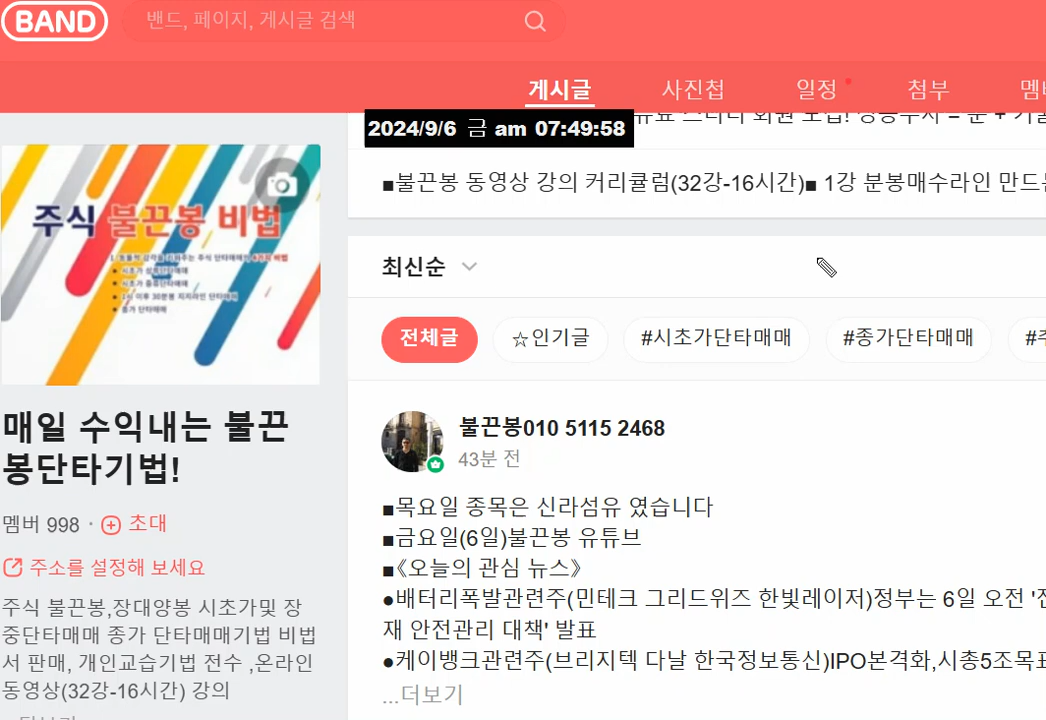 BAND
밴드, 페이지, 게시글 검색
게시글 사진첩 일정 첨부
2024/9/6 금 am 07:49:58
■불끈봉 동영상 강의 커리큘럼(32강-16시간)■ 1강 분봉매수라인
주식 불끈봉 비법
최신순
전체글 ☆인기글 #시초가단타매매 #종가단타매매
매일 수익내는 불끈
봉단타기법!
멤버 998 · 초대
주소를 설정해 보세요
주식 불끈봉,장대양봉 시초가및 장
중단타매매 종가 단타매매기법 비법
서 판매, 개인교습기법 전수 ,온라인
동영상(32강-16시간) 강의
불끈봉010 5115 2468
43분 전
■목요일 종목은 신라섬유 였습니다
■금요일(6일)불끈봉 유튜브
■《오늘의 관심 뉴스》
●배터리폭발관련주(민테크 그리드위즈 한빛레이저)정부는 6일 오전
재 안전관리 대책' 발표
●케이뱅크관련주(브리지텍 다날 한국정보통신)IPO본격화,시총5조목표
...더보기